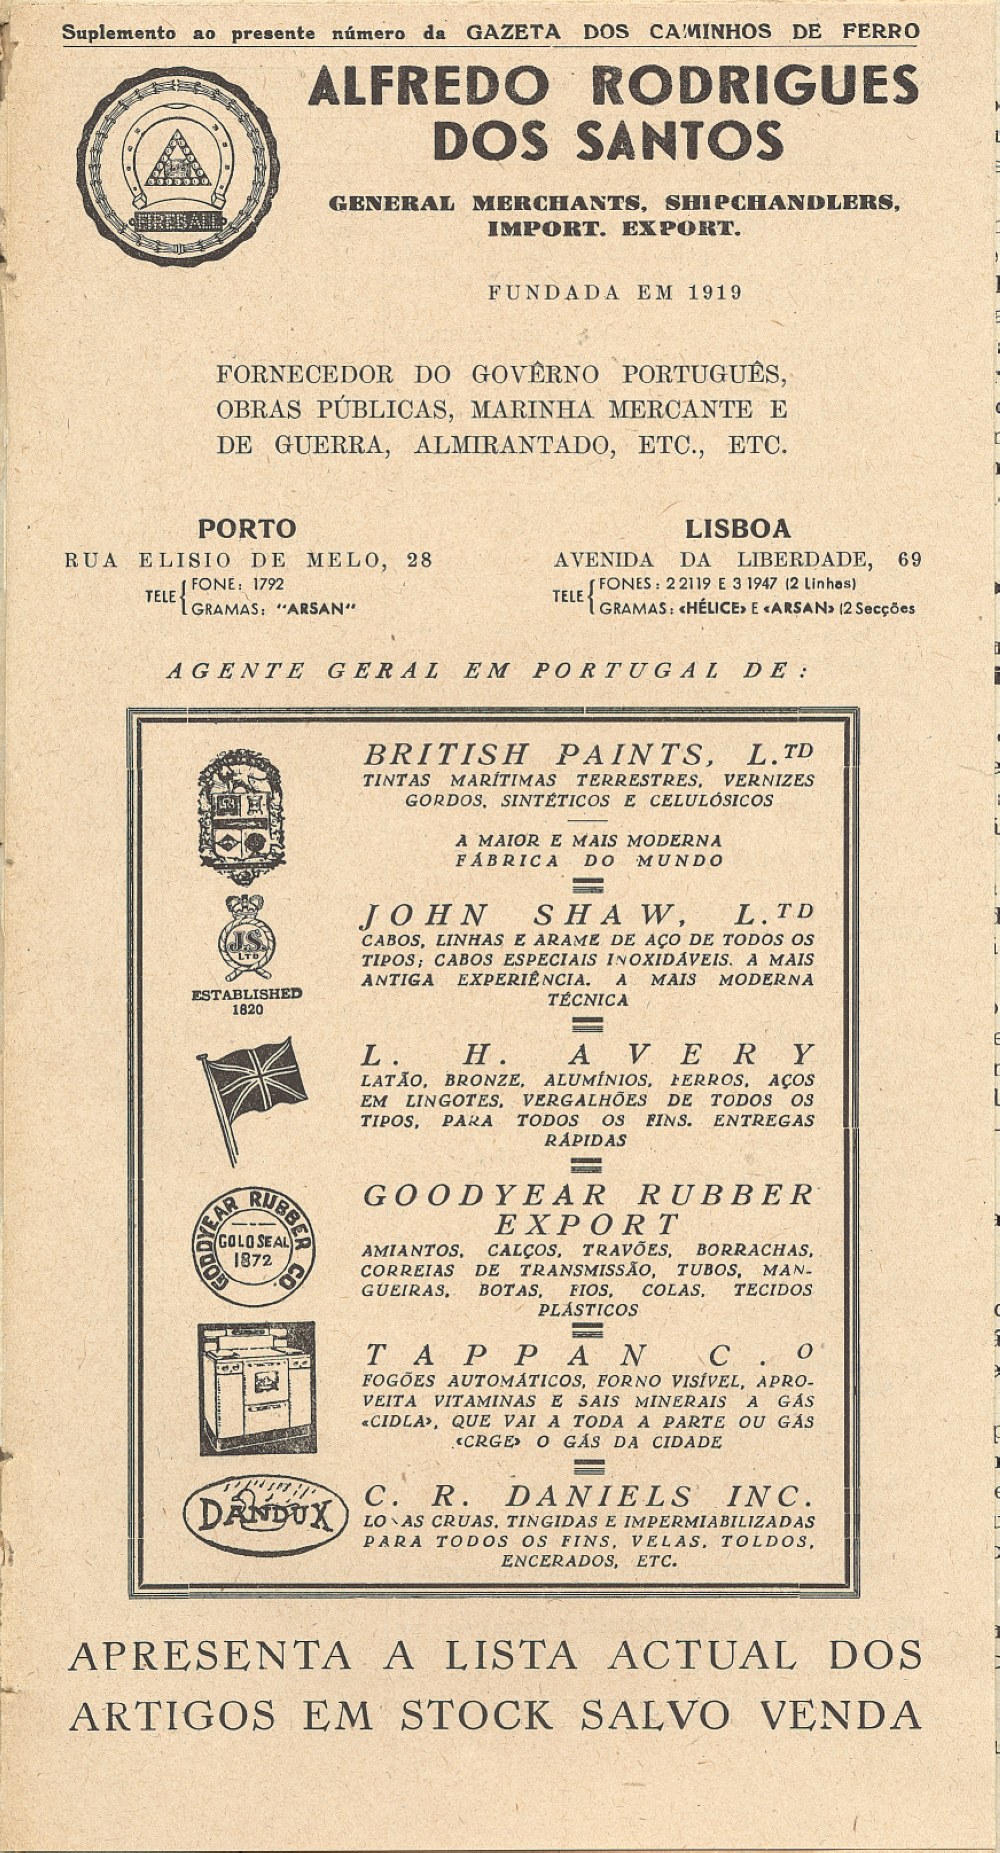 Suplemento ao presente número da GAZETA DOS CAMINHOS DE FERRO
ALFREDO RODRIGUES
DOS SANTOS
GENERAL MERCHANTS, SHIPCHANDLERS,
IMPORT. EXPORT.
FIREBALL
FUNDADA EM 1919
FORNECEDOR DO GOVÊRNO PORTUGUÊS,
OBRAS PÚBLICAS, MARINHA MERCANTE E
DE GUERRA, ALMIRANTADO, ETC., ETC.
PORTO
RUA ELISIO DE MELO, 28
TELE { FONE: 1792
GRAMAS: "ARSAN"
LISBOA
AVENIDA DA LIBERDADE, 69
TELE { FONES: 2 2119 E 3 1947 (2 Linhas)
GRAMAS: «HÉLICE» E «ARSAN» (2 Secções
AGENTE GERAL EM PORTUGAL DE:
BRITISH PAINTS, L.TD
TINTAS MARÍTIMAS TERRESTRES, VERNIZES
GORDOS, SINTÉTICOS E CELULÓSICOS
A MAIOR E MAIS MODERNA
FÁBRICA DO MUNDO
J.S.
LTD
ESTABLISHED
1820
JOHN SHAW, L.TD
CABOS, LINHAS E ARAME DE AÇO DE TODOS OS
TIPOS; CABOS ESPECIAIS INOXIDÁVEIS. A MAIS
ANTIGA EXPERIÊNCIA. A MAIS MODERNA
TÉCNICA
L. H. AVERY
LATÃO, BRONZE, ALUMÍNIOS, FERROS, AÇOS
EM LINGOTES, VERGALHÕES DE TODOS OS
TIPOS, PARA TODOS OS FINS. ENTREGAS
RÁPIDAS
GOODYEAR RUBBER CO.
GOLD SEAL
1872
GOODYEAR RUBBER
EXPORT
AMIANTOS, CALÇOS, TRAVÕES, BORRACHAS,
CORREIAS DE TRANSMISSÃO, TUBOS, MAN-
GUEIRAS, BOTAS, FIOS, COLAS, TECIDOS
PLÁSTICOS
TAPPAN C.O
FOGÕES AUTOMÁTICOS, FORNO VISÍVEL, APRO-
VEITA VITAMINAS E SAIS MINERAIS A GÁS
«CIDLA», QUE VAI A TODA A PARTE OU GÁS
«CRGE» O GÁS DA CIDADE
DANDUX
C. R. DANIELS INC.
LONAS CRUAS, TINGIDAS E IMPERMIABILIZADAS
PARA TODOS OS FINS, VELAS, TOLDOS,
ENCERADOS, ETC.
APRESENTA A LISTA ACTUAL DOS
ARTIGOS EM STOCK SALVO VENDA